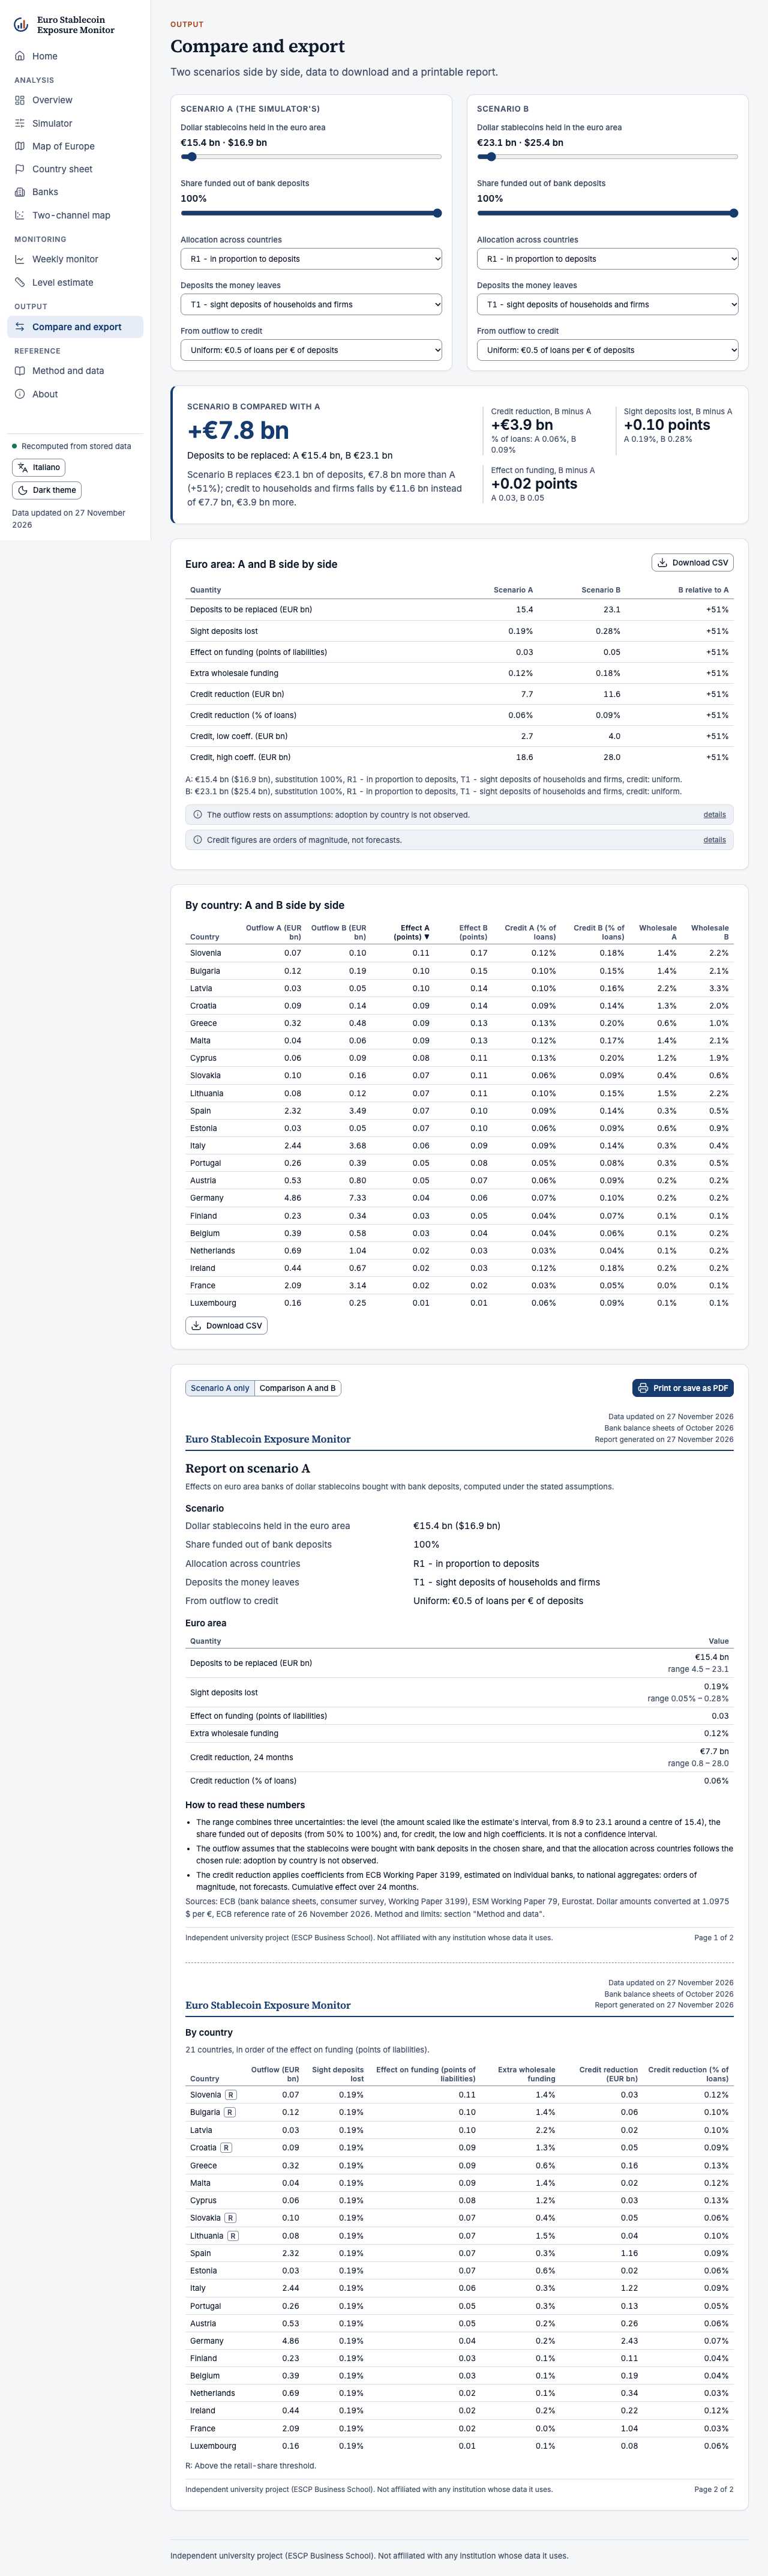 Euro Stablecoin
Exposure Monitor
Home
ANALYSIS
Overview
Simulator
Map of Europe
Country sheet
Banks
Two-channel map
MONITORING
Weekly monitor
Level estimate
OUTPUT
Compare and export
REFERENCE
Method and data
About
Recomputed from stored data
Italiano
Dark theme
Data updated on 27 November
2026
OUTPUT
Compare and export
Two scenarios side by side, data to download and a printable report.
SCENARIO A (THE SIMULATOR'S)
Dollar stablecoins held in the euro area
€15.4 bn · $16.9 bn
Share funded out of bank deposits
100%
Allocation across countries
R1 - in proportion to deposits
Deposits the money leaves
T1 - sight deposits of households and firms
From outflow to credit
Uniform: €0.5 of loans per € of deposits
SCENARIO B
Dollar stablecoins held in the euro area
€23.1 bn · $25.4 bn
Share funded out of bank deposits
100%
Allocation across countries
R1 - in proportion to deposits
Deposits the money leaves
T1 - sight deposits of households and firms
From outflow to credit
Uniform: €0.5 of loans per € of deposits
SCENARIO B COMPARED WITH A
+€7.8 bn
Deposits to be replaced: A €15.4 bn, B €23.1 bn
Scenario B replaces €23.1 bn of deposits, €7.8 bn more than A
(+51%); credit to households and firms falls by €11.6 bn instead
of €7.7 bn, €3.9 bn more.
Credit reduction, B minus A
+€3.9 bn
% of loans: A 0.06%, B
0.09%
Sight deposits lost, B minus A
+0.10 points
A 0.19%, B 0.28%
Effect on funding, B minus A
+0.02 points
A 0.03, B 0.05
Euro area: A and B side by side
Download CSV
Quantity Scenario A Scenario B B relative to A
Deposits to be replaced (EUR bn) 15.4 23.1 +51%
Sight deposits lost 0.19% 0.28% +51%
Effect on funding (points of liabilities) 0.03 0.05 +51%
Extra wholesale funding 0.12% 0.18% +51%
Credit reduction (EUR bn) 7.7 11.6 +51%
Credit reduction (% of loans) 0.06% 0.09% +51%
Credit, low coeff. (EUR bn) 2.7 4.0 +51%
Credit, high coeff. (EUR bn) 18.6 28.0 +51%
A: €15.4 bn ($16.9 bn), substitution 100%, R1 - in proportion to deposits, T1 - sight deposits of households and firms, credit: uniform.
B: €23.1 bn ($25.4 bn), substitution 100%, R1 - in proportion to deposits, T1 - sight deposits of households and firms, credit: uniform.
The outflow rests on assumptions: adoption by country is not observed. details
Credit figures are orders of magnitude, not forecasts. details
By country: A and B side by side
Country Outflow A (EUR bn) Outflow B (EUR bn) Effect A (points) ▼ Effect B (points) Credit A (% of loans) Credit B (% of loans) Wholesale A Wholesale B
Slovenia 0.07 0.10 0.11 0.17 0.12% 0.18% 1.4% 2.2%
Bulgaria 0.12 0.19 0.10 0.15 0.10% 0.15% 1.4% 2.1%
Latvia 0.03 0.05 0.10 0.14 0.10% 0.16% 2.2% 3.3%
Croatia 0.09 0.14 0.09 0.14 0.09% 0.14% 1.3% 2.0%
Greece 0.32 0.48 0.09 0.13 0.13% 0.20% 0.6% 1.0%
Malta 0.04 0.06 0.09 0.13 0.12% 0.17% 1.4% 2.1%
Cyprus 0.06 0.09 0.08 0.11 0.13% 0.20% 1.2% 1.9%
Slovakia 0.10 0.16 0.07 0.11 0.06% 0.09% 0.4% 0.6%
Lithuania 0.08 0.12 0.07 0.11 0.10% 0.15% 1.5% 2.2%
Spain 2.32 3.49 0.07 0.10 0.09% 0.14% 0.3% 0.5%
Estonia 0.03 0.05 0.07 0.10 0.06% 0.09% 0.6% 0.9%
Italy 2.44 3.68 0.06 0.09 0.09% 0.14% 0.3% 0.4%
Portugal 0.26 0.39 0.05 0.08 0.05% 0.08% 0.3% 0.5%
Austria 0.53 0.80 0.05 0.07 0.06% 0.09% 0.2% 0.2%
Germany 4.86 7.33 0.04 0.06 0.07% 0.10% 0.2% 0.2%
Finland 0.23 0.34 0.03 0.05 0.04% 0.07% 0.1% 0.1%
Belgium 0.39 0.58 0.03 0.04 0.04% 0.06% 0.1% 0.2%
Netherlands 0.69 1.04 0.02 0.03 0.03% 0.04% 0.1% 0.2%
Ireland 0.44 0.67 0.02 0.03 0.12% 0.18% 0.2% 0.2%
France 2.09 3.14 0.02 0.02 0.03% 0.05% 0.0% 0.1%
Luxembourg 0.16 0.25 0.01 0.01 0.06% 0.09% 0.1% 0.1%
Download CSV
Scenario A only Comparison A and B
Print or save as PDF
Data updated on 27 November 2026
Bank balance sheets of October 2026
Euro Stablecoin Exposure Monitor Report generated on 27 November 2026
Report on scenario A
Effects on euro area banks of dollar stablecoins bought with bank deposits, computed under the stated assumptions.
Scenario
Dollar stablecoins held in the euro area €15.4 bn ($16.9 bn)
Share funded out of bank deposits 100%
Allocation across countries R1 - in proportion to deposits
Deposits the money leaves T1 - sight deposits of households and firms
From outflow to credit Uniform: €0.5 of loans per € of deposits
Euro area
Quantity Value
Deposits to be replaced (EUR bn) €15.4 bn
range 4.5 – 23.1
Sight deposits lost 0.19%
range 0.05% – 0.28%
Effect on funding (points of liabilities) 0.03
Extra wholesale funding 0.12%
Credit reduction, 24 months €7.7 bn
range 0.8 – 28.0
Credit reduction (% of loans) 0.06%
How to read these numbers
• The range combines three uncertainties: the level (the amount scaled like the estimate's interval, from 8.9 to 23.1 around a centre of 15.4), the
share funded out of deposits (from 50% to 100%) and, for credit, the low and high coefficients. It is not a confidence interval.
• The outflow assumes that the stablecoins were bought with bank deposits in the chosen share, and that the allocation across countries follows the
chosen rule: adoption by country is not observed.
• The credit reduction applies coefficients from ECB Working Paper 3199, estimated on individual banks, to national aggregates: orders of
magnitude, not forecasts. Cumulative effect over 24 months.
Sources: ECB (bank balance sheets, consumer survey, Working Paper 3199), ESM Working Paper 79, Eurostat. Dollar amounts converted at 1.0975
$ per €, ECB reference rate of 26 November 2026. Method and limits: section "Method and data".
Independent university project (ESCP Business School). Not affiliated with any institution whose data it uses. Page 1 of 2
Data updated on 27 November 2026
Bank balance sheets of October 2026
Euro Stablecoin Exposure Monitor Report generated on 27 November 2026
By country
21 countries, in order of the effect on funding (points of liabilities).
Country Outflow (EUR bn) Sight deposits lost Effect on funding (points of liabilities) Extra wholesale funding Credit reduction (EUR bn) Credit reduction (% of loans)
Slovenia R 0.07 0.19% 0.11 1.4% 0.03 0.12%
Bulgaria R 0.12 0.19% 0.10 1.4% 0.06 0.10%
Latvia 0.03 0.19% 0.10 2.2% 0.02 0.10%
Croatia R 0.09 0.19% 0.09 1.3% 0.05 0.09%
Greece 0.32 0.19% 0.09 0.6% 0.16 0.13%
Malta 0.04 0.19% 0.09 1.4% 0.02 0.12%
Cyprus 0.06 0.19% 0.08 1.2% 0.03 0.13%
Slovakia R 0.10 0.19% 0.07 0.4% 0.05 0.06%
Lithuania R 0.08 0.19% 0.07 1.5% 0.04 0.10%
Spain 2.32 0.19% 0.07 0.3% 1.16 0.09%
Estonia 0.03 0.19% 0.07 0.6% 0.02 0.06%
Italy 2.44 0.19% 0.06 0.3% 1.22 0.09%
Portugal 0.26 0.19% 0.05 0.3% 0.13 0.05%
Austria 0.53 0.19% 0.05 0.2% 0.26 0.06%
Germany 4.86 0.19% 0.04 0.2% 2.43 0.07%
Finland 0.23 0.19% 0.03 0.1% 0.11 0.04%
Belgium 0.39 0.19% 0.03 0.1% 0.19 0.04%
Netherlands 0.69 0.19% 0.02 0.1% 0.34 0.03%
Ireland 0.44 0.19% 0.02 0.2% 0.22 0.12%
France 2.09 0.19% 0.02 0.0% 1.04 0.03%
Luxembourg 0.16 0.19% 0.01 0.1% 0.08 0.06%
R: Above the retail-share threshold.
Independent university project (ESCP Business School). Not affiliated with any institution whose data it uses. Page 2 of 2
Independent university project (ESCP Business School). Not affiliated with any institution whose data it uses.